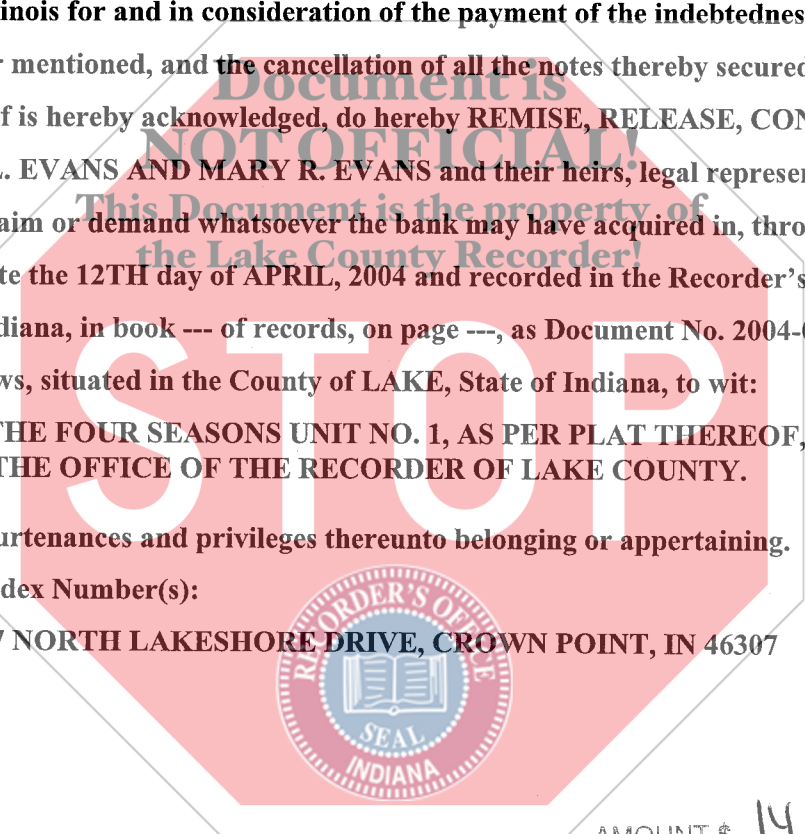 inois for and in consideration of the payment of the indebtednes
r mentioned, and the cancellation of all the notes thereby secured
Document is
f is hereby acknowledged, do hereby REMISE, RELEASE, CON
NOT OFFICIAL!
L. EVANS AND MARY R. EVANS and their heirs, legal represen
This Document is the property of
aim or demand whatsoever the bank may have acquired in, thro
the Lake County Recorder!
te the 12TH day of APRIL, 2004 and recorded in the Recorder's
diana, in book --- of records, on page ---, as Document No. 2004-0
ws, situated in the County of LAKE, State of Indiana, to wit:
STOP
THE FOUR SEASONS UNIT NO. 1, AS PER PLAT THEREOF,
THE OFFICE OF THE RECORDER OF LAKE COUNTY.
urtenances and privileges thereunto belonging or appertaining.
dex Number(s):
7 NORTH LAKESHORE DRIVE, CROWN POINT, IN 46307
RECORDER'S OFFICE
SEAL
INDIANA
AMOUNT $ 14